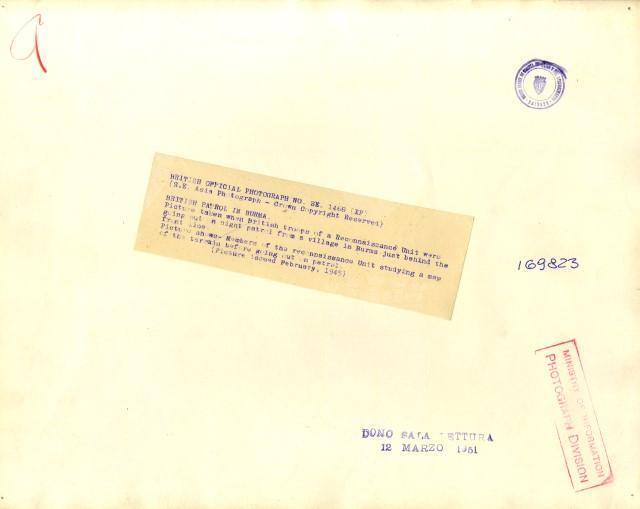 BRITISH OFFICIAL PHOTOGRAPH NO. SE. 1468 (XP)
(S.E. Asia Photograph - Crown Copyright Reserved)
BRITISH PATROL IN BURMA.
Picture taken when British troops of a Reconnaissance Unit were
going out on night patrol from a village in Burma just behind the
front line.
Picture shows- Members of the reconnaissance Unit studying a map
of the terrain before going out on patrol.
(Picture issued February, 1945)
169823
MINISTRY OF INFORMATION
PHOTOGRAPH DIVISION
DONO SALA LETTURA
12 MARZO 1951